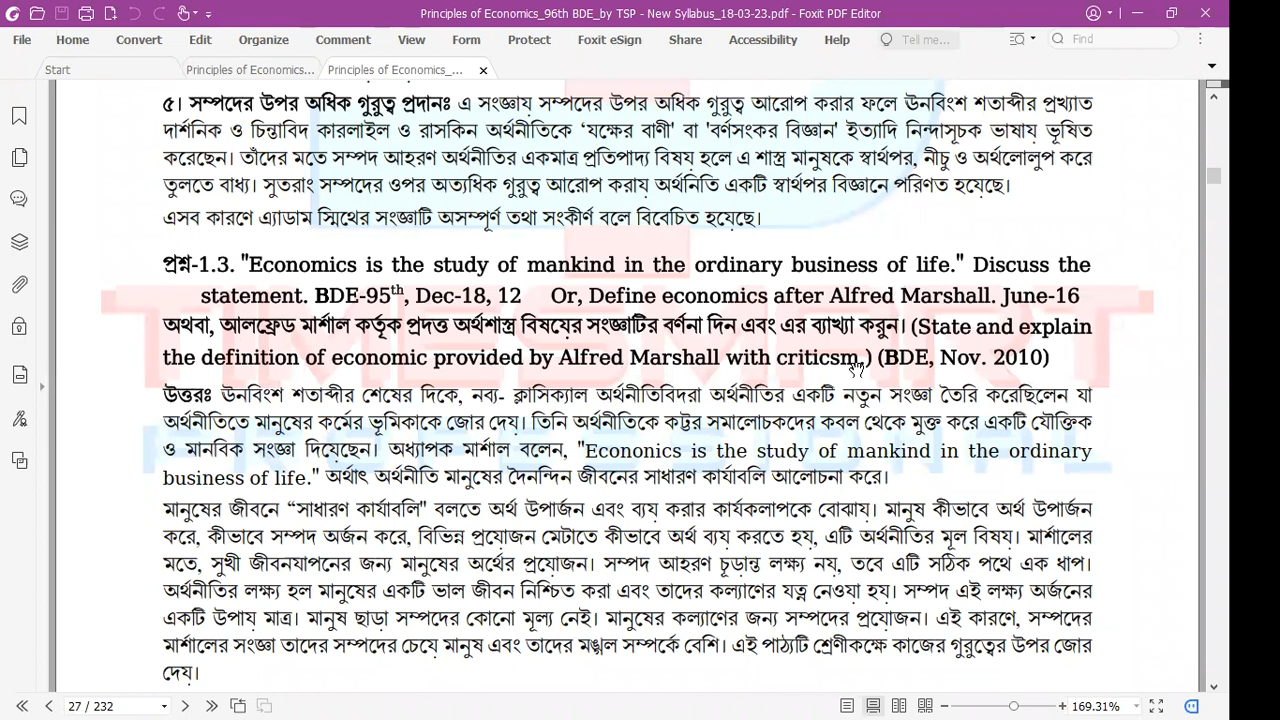 Principles of Economics_96th BDE_by TSP - New Syllabus_18-03-23.pdf - Foxit PDF Editor
File Home Convert Edit Organize Comment View Form Protect Foxit eSign Share Accessibility Help Tell me... Find
Start Principles of Economics... Principles of Economics_...
৫। সম্পদের উপর অধিক গুরুত্ব প্রদানঃ এ সংজ্ঞায় সম্পদের উপর অধিক গুরুত্ব আরোপ করার ফলে ঊনবিংশ শতাব্দীর প্রখ্যাত
দার্শনিক ও চিন্তাবিদ কারলাইল ও রাসকিন অর্থনীতিকে 'যক্ষের বাণী' বা 'বর্ণসংকর বিজ্ঞান' ইত্যাদি নিন্দাসূচক ভাষায় ভূষিত
করেছেন। তাঁদের মতে সম্পদ আহরণ অর্থনীতির একমাত্র প্রতিপাদ্য বিষয় হলে এ শাস্ত্র মানুষকে স্বার্থপর, নীচু ও অর্থলোলুপ করে
তুলতে বাধ্য। সুতরাং সম্পদের ওপর অত্যধিক গুরুত্ব আরোপ করায় অর্থনিতি একটি স্বার্থপর বিজ্ঞানে পরিণত হয়েছে।
এসব কারণে এ্যাডাম স্মিথের সংজ্ঞাটি অসম্পূর্ণ তথা সংকীর্ণ বলে বিবেচিত হয়েছে।
প্রশ্ন-1.3. "Economics is the study of mankind in the ordinary business of life." Discuss the
statement. BDE-95th, Dec-18, 12 Or, Define economics after Alfred Marshall. June-16
অথবা, আলফ্রেড মার্শাল কর্তৃক প্রদত্ত অর্থশাস্ত্র বিষয়ের সংজ্ঞাটির বর্ণনা দিন এবং এর ব্যাখ্যা করুন। (State and explain
the definition of economic provided by Alfred Marshall with criticsm.) (BDE, Nov. 2010)
উত্তরঃ ঊনবিংশ শতাব্দীর শেষের দিকে, নব্য- ক্লাসিক্যাল অর্থনীতিবিদরা অর্থনীতির একটি নতুন সংজ্ঞা তৈরি করেছিলেন যা
অর্থনীতিতে মানুষের কর্মের ভূমিকাকে জোর দেয়। তিনি অর্থনীতিকে কট্টর সমালোচকদের কবল থেকে মুক্ত করে একটি যৌক্তিক
ও মানবিক সংজ্ঞা দিয়েছেন। অধ্যাপক মার্শাল বলেন, "Econonics is the study of mankind in the ordinary
business of life." অর্থাৎ অর্থনীতি মানুষের দৈনন্দিন জীবনের সাধারণ কার্যাবলি আলোচনা করে।
মানুষের জীবনে “সাধারণ কার্যাবলি" বলতে অর্থ উপার্জন এবং ব্যয় করার কার্যকলাপকে বোঝায়। মানুষ কীভাবে অর্থ উপার্জন
করে, কীভাবে সম্পদ অর্জন করে, বিভিন্ন প্রয়োজন মেটাতে কীভাবে অর্থ ব্যয় করতে হয়, এটি অর্থনীতির মূল বিষয়। মার্শালের
মতে, সুখী জীবনযাপনের জন্য মানুষের অর্থের প্রয়োজন। সম্পদ আহরণ চূড়ান্ত লক্ষ্য নয়, তবে এটি সঠিক পথে এক ধাপ।
অর্থনীতির লক্ষ্য হল মানুষের একটি ভাল জীবন নিশ্চিত করা এবং তাদের কল্যাণের যত্ন নেওয়া হয়। সম্পদ এই লক্ষ্য অর্জনের
একটি উপায় মাত্র। মানুষ ছাড়া সম্পদের কোনো মূল্য নেই। মানুষের কল্যাণের জন্য সম্পদের প্রয়োজন। এই কারণে, সম্পদের
মার্শালের সংজ্ঞা তাদের সম্পদের চেয়ে মানুষ এবং তাদের মঙ্গল সম্পর্কে বেশি। এই পাঠ্যটি শ্রেণীকক্ষে কাজের গুরুত্বের উপর জোর
দেয়।
TIMESMART
PROFESSIONAL
27 / 232 169.31%